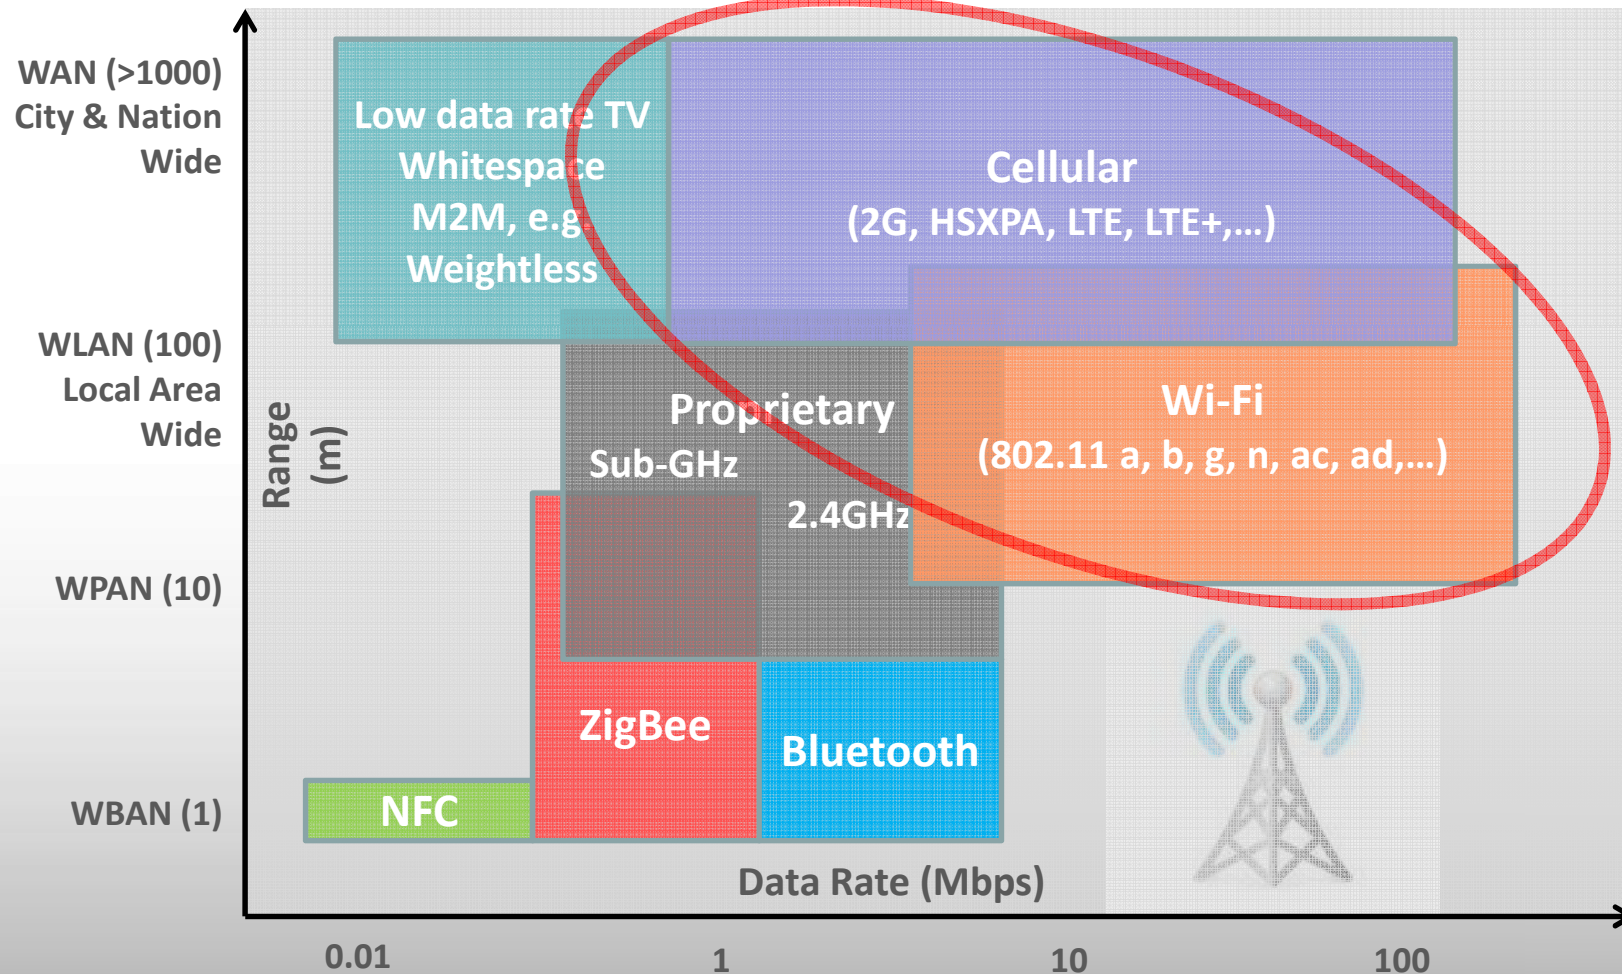 WAN (>1000)
City & Nation
Wide
WLAN (100)
Local Area
Wide
WPAN (10)
WBAN (1)
Range
(m)
Low data rate TV
Whitespace
M2M, e.g.
Weightless
Cellular
(2G, HSXPA, LTE, LTE+,...)
Proprietary
Sub-GHz
2.4GHz
Wi-Fi
(802.11 a, b, g, n, ac, ad,...)
ZigBee
Bluetooth
NFC
Data Rate (Mbps)
0.01
1
10
100